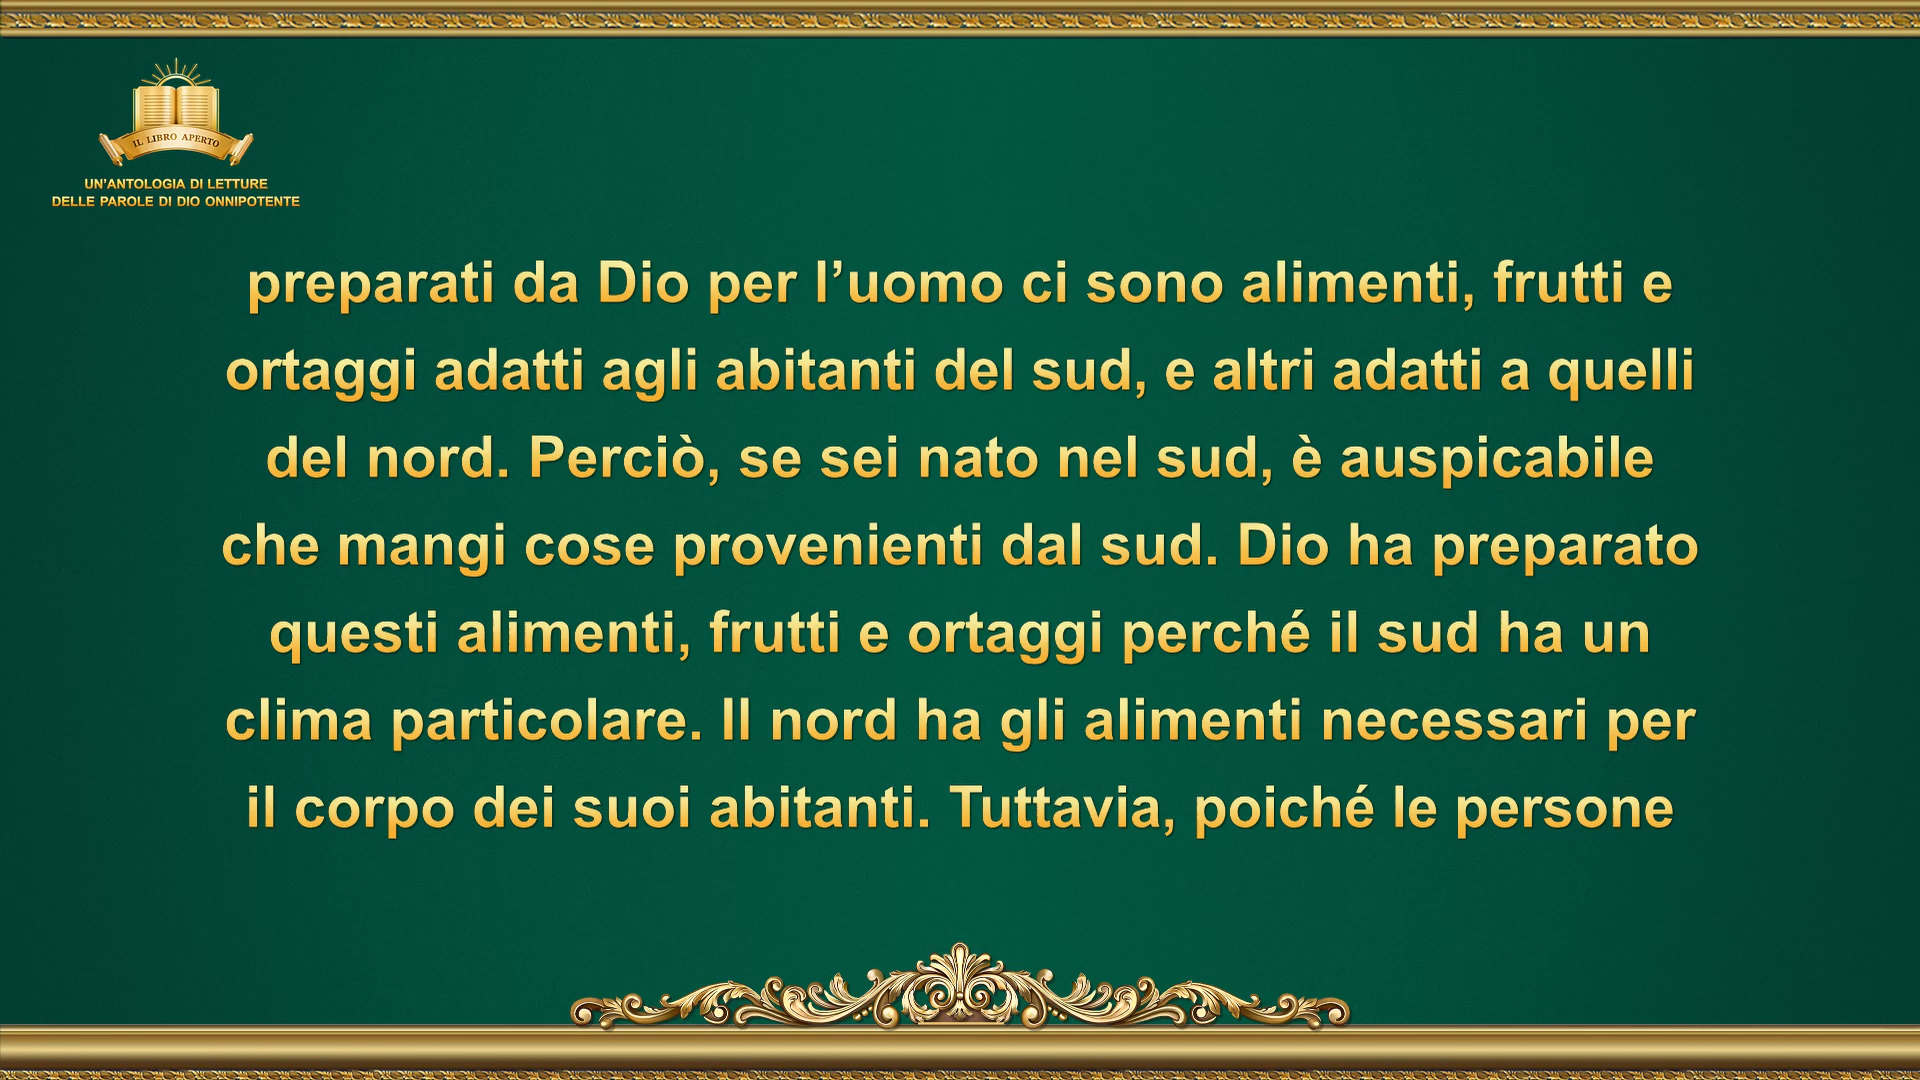 IL LIBRO APERTO
UN’ANTOLOGIA DI LETTURE
DELLE PAROLE DI DIO ONNIPOTENTE
preparati da Dio per l’uomo ci sono alimenti, frutti e
ortaggi adatti agli abitanti del sud, e altri adatti a quelli
del nord. Perciò, se sei nato nel sud, è auspicabile
che mangi cose provenienti dal sud. Dio ha preparato
questi alimenti, frutti e ortaggi perché il sud ha un
clima particolare. Il nord ha gli alimenti necessari per
il corpo dei suoi abitanti. Tuttavia, poiché le persone